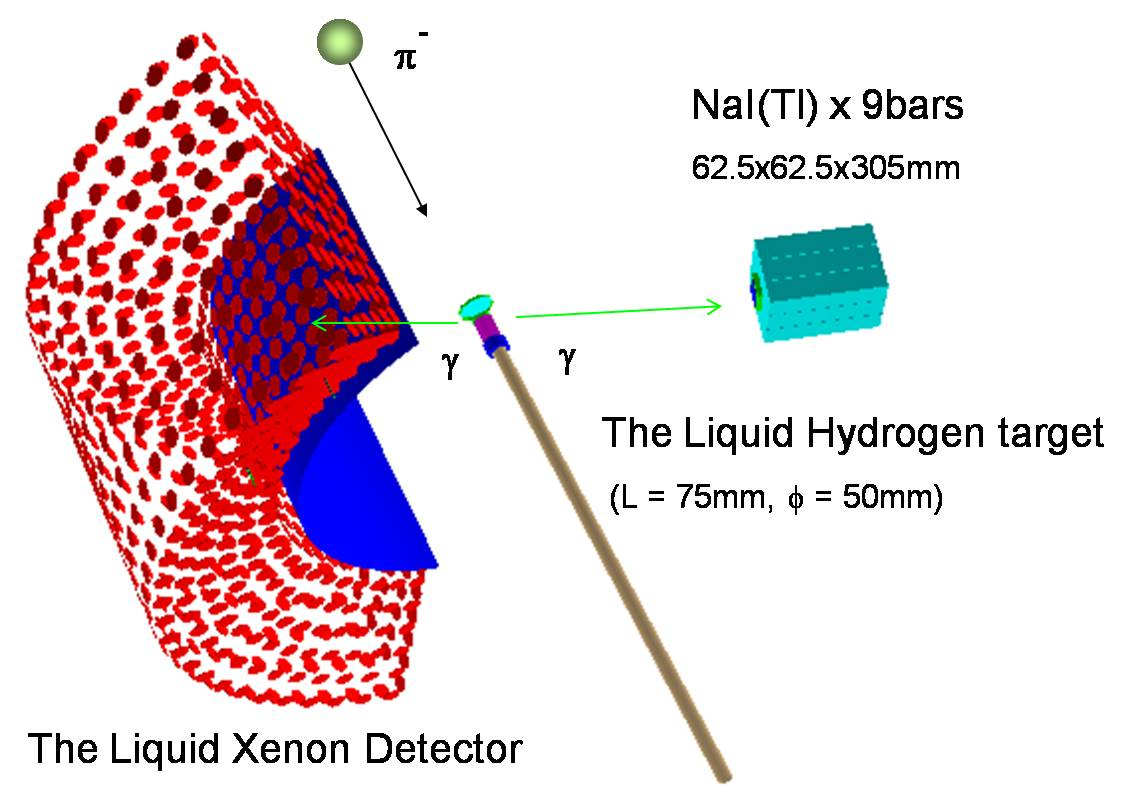 π-
NaI(Tl) x 9bars
62.5x62.5x305mm
γ
γ
The Liquid Hydrogen target
(L = 75mm, ϕ = 50mm)
The Liquid Xenon Detector